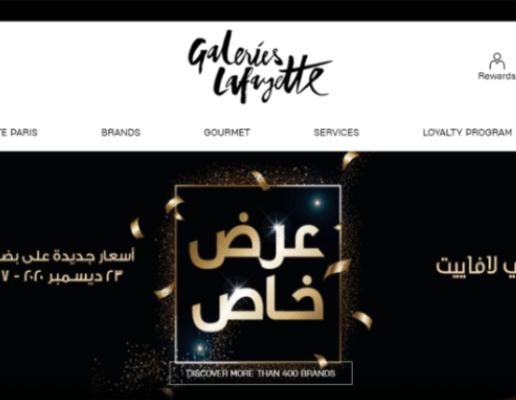 Galeries
Lafayette
Rewards
TE PARIS BRANDS GOURMET SERVICES LOYALTY PROGRAM
عرض
خاص
أسعار جديدة على بض
٢٣ ديسمبر ٢٠٢٠ - ٧
ي لافاييت
DISCOVER MORE THAN 400 BRANDS